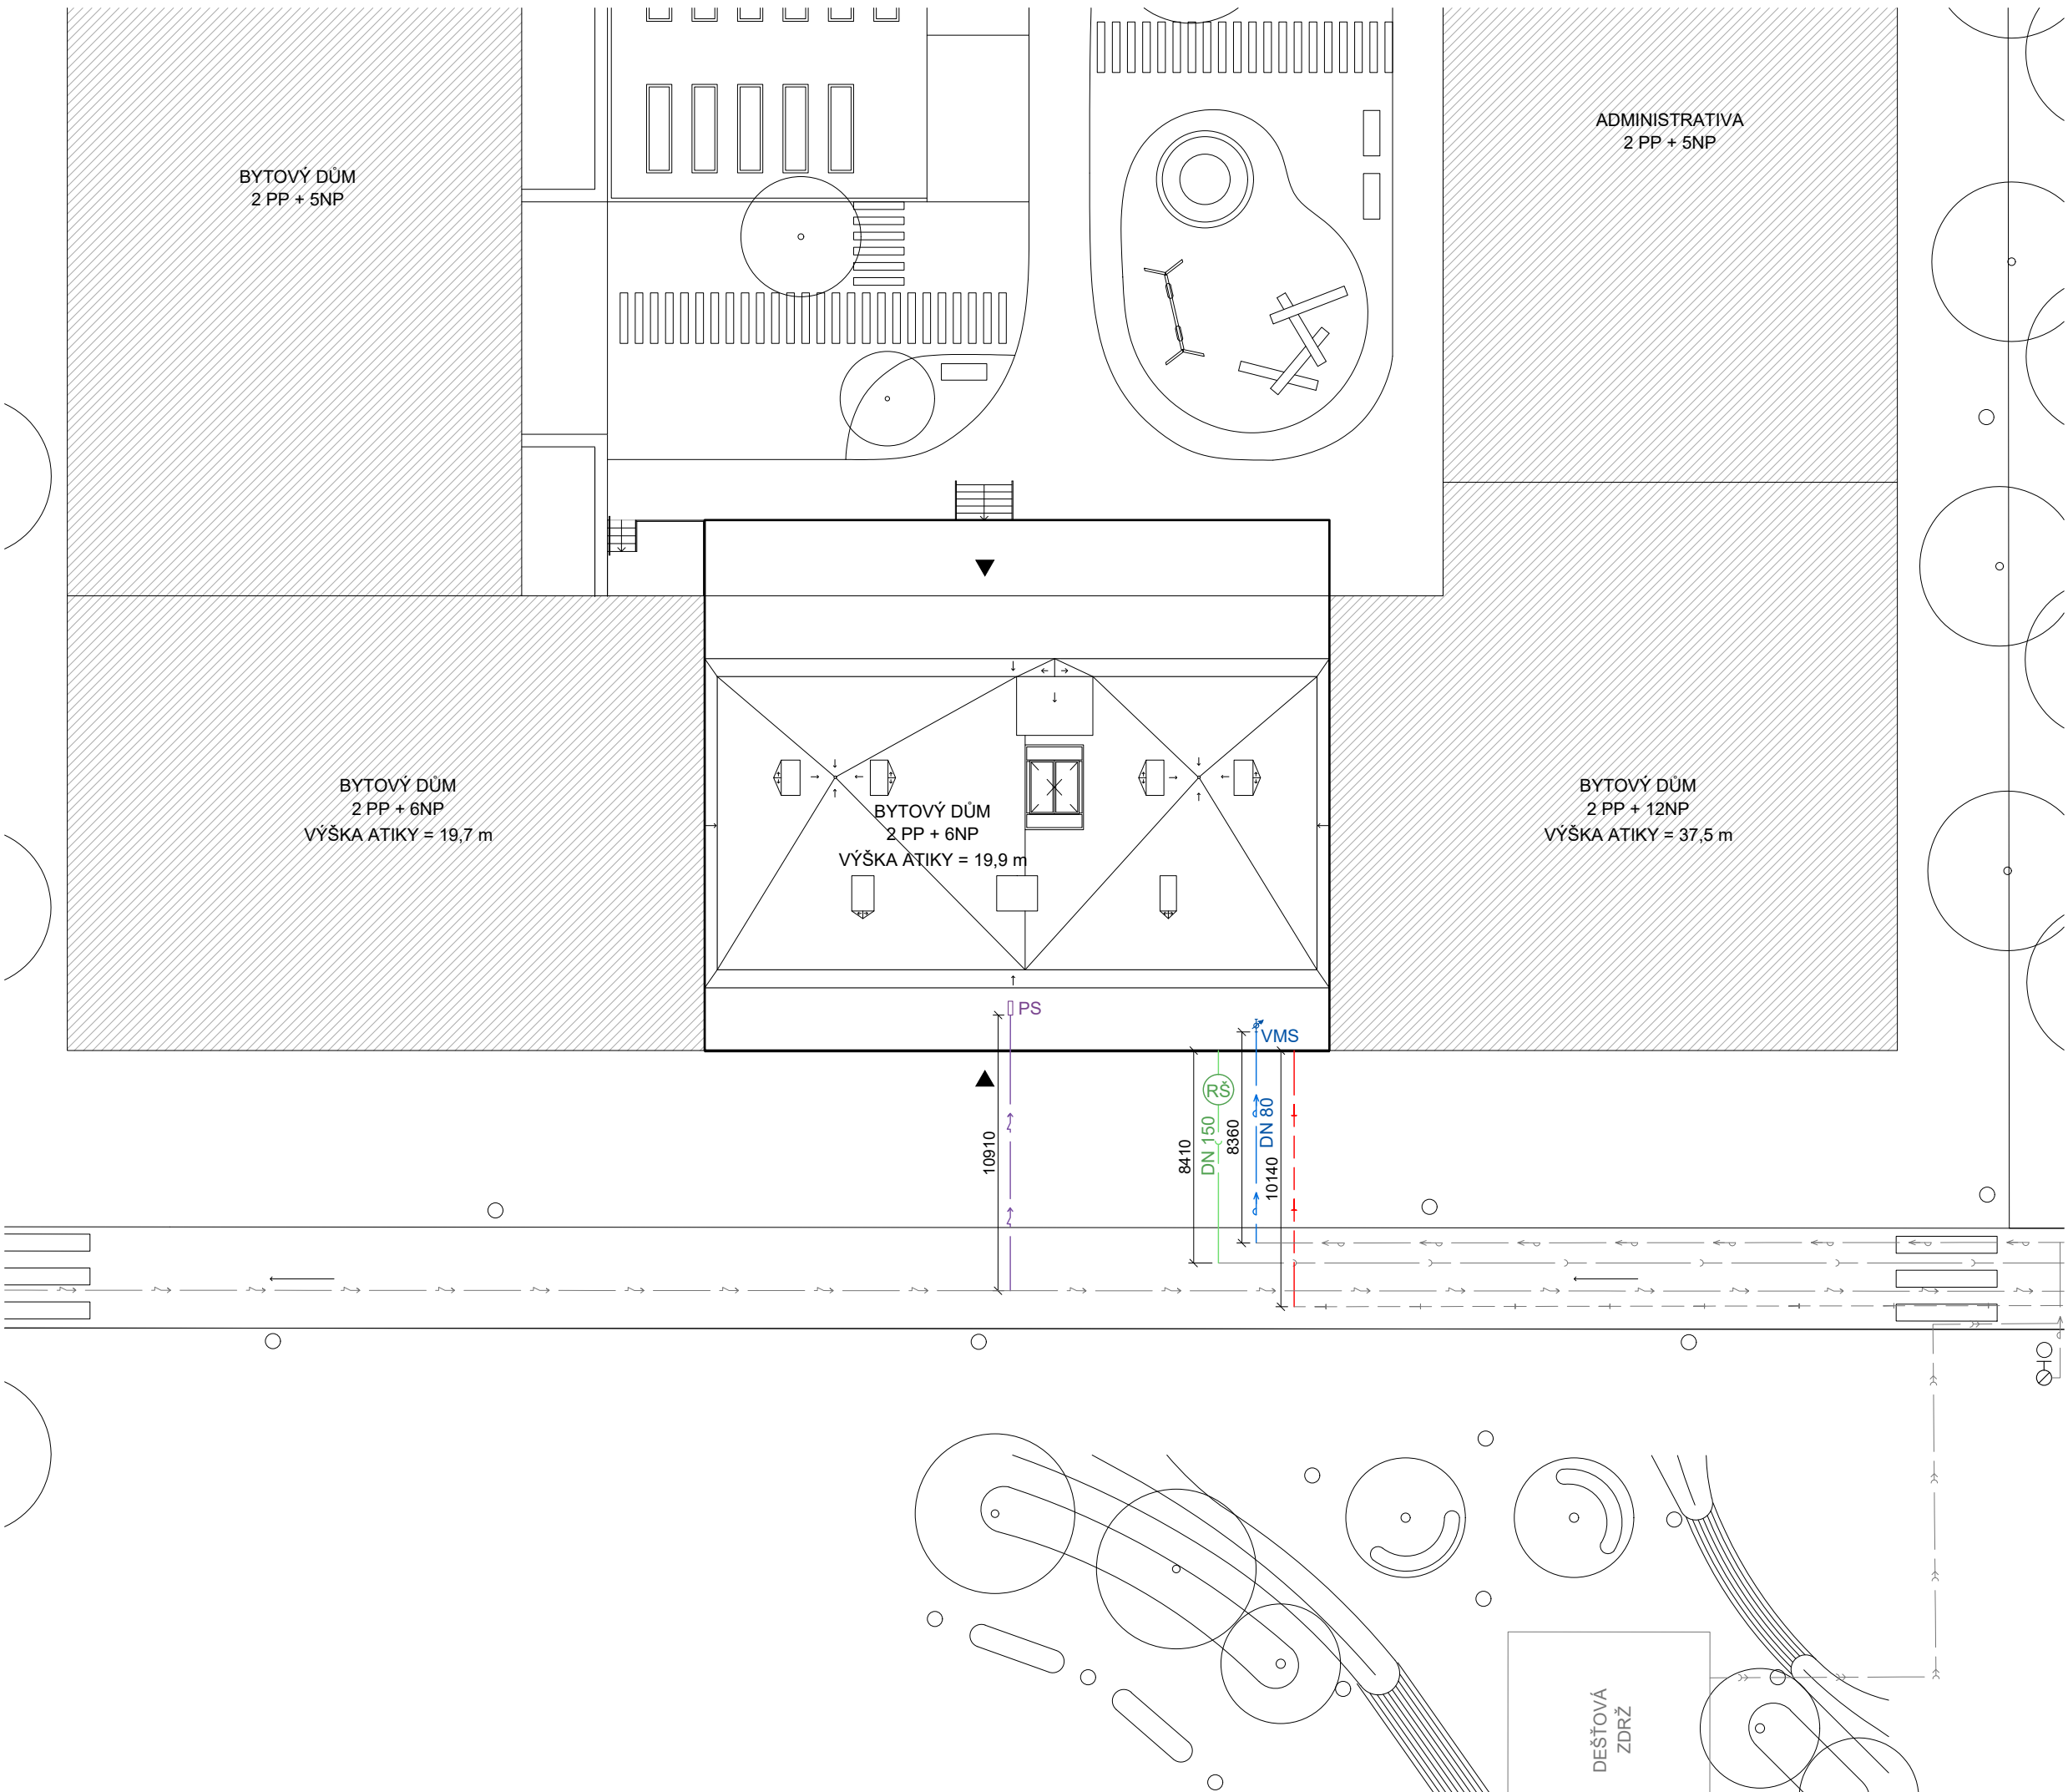 ADMINISTRATIVA
2 PP + 5NP
BYTOVÝ DŮM
2 PP + 5NP
BYTOVÝ DŮM
2 PP + 6NP
VÝŠKA ATIKY = 19,7 m
BYTOVÝ DŮM
2 PP + 6NP
VÝŠKA ATIKY = 19,9 m
BYTOVÝ DŮM
2 PP + 12NP
VÝŠKA ATIKY = 37,5 m
PS
VMS
RŠ
10910
8410
DN 150
8360
DN 80
10140
DEŠŤOVÁ
ZDRŽ